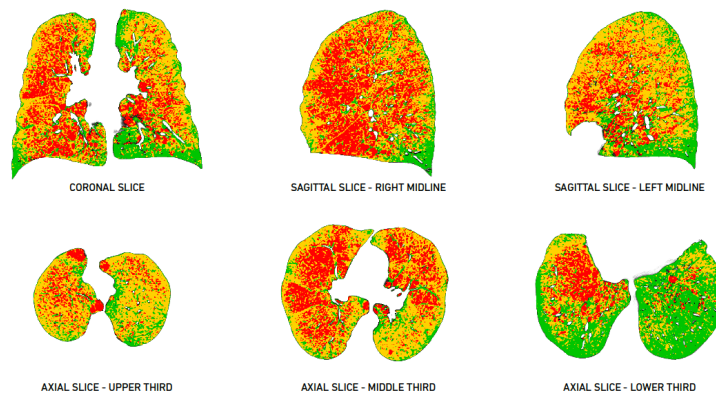 CORONAL SLICE
SAGITTAL SLICE - RIGHT MIDLINE
SAGITTAL SLICE - LEFT MIDLINE
AXIAL SLICE - UPPER THIRD
AXIAL SLICE - MIDDLE THIRD
AXIAL SLICE - LOWER THIRD